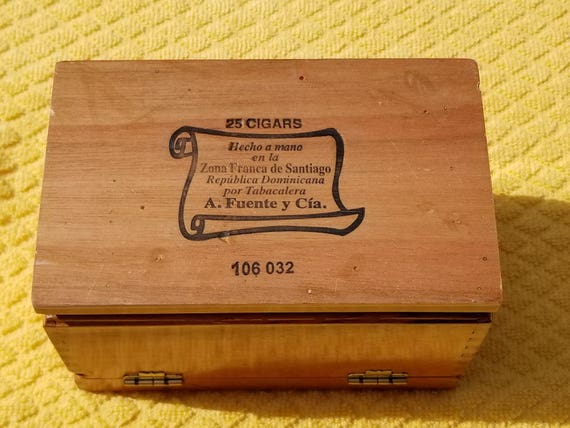 25 CIGARS
Hecho a mano
en la
Zona Franca de Santiago
República Dominicana
por Tabacalera
A. Fuente y Cía.
106 032